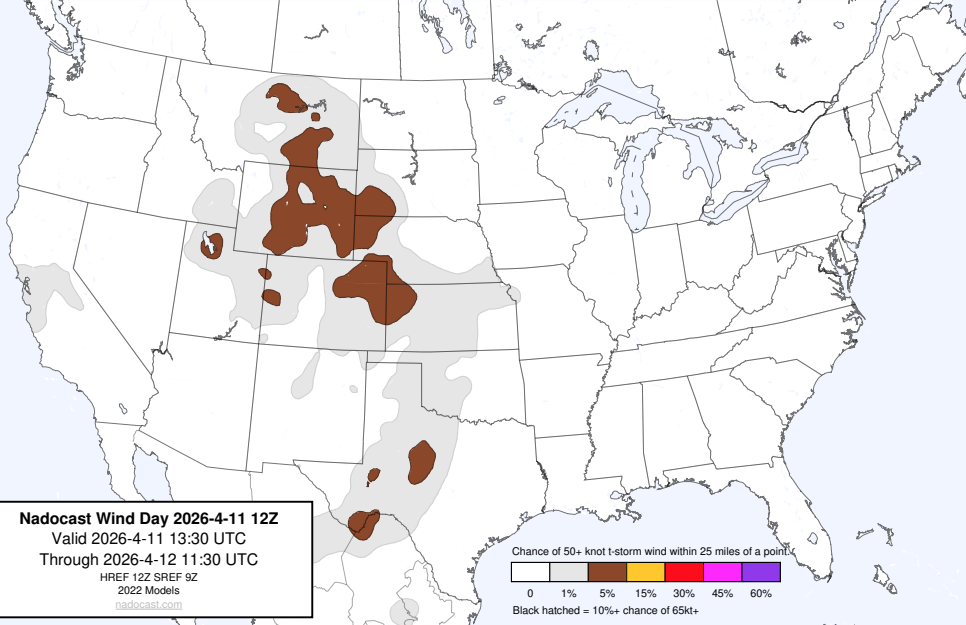 Nadocast Wind Day 2026-4-11 12Z
Valid 2026-4-11 13:30 UTC
Through 2026-4-12 11:30 UTC
HREF 12Z SREF 9Z
2022 Models
nadocast.com
Chance of 50+ knot t-storm wind within 25 miles of a point.
0 1% 5% 15% 30% 45% 60%
Black hatched = 10%+ chance of 65kt+